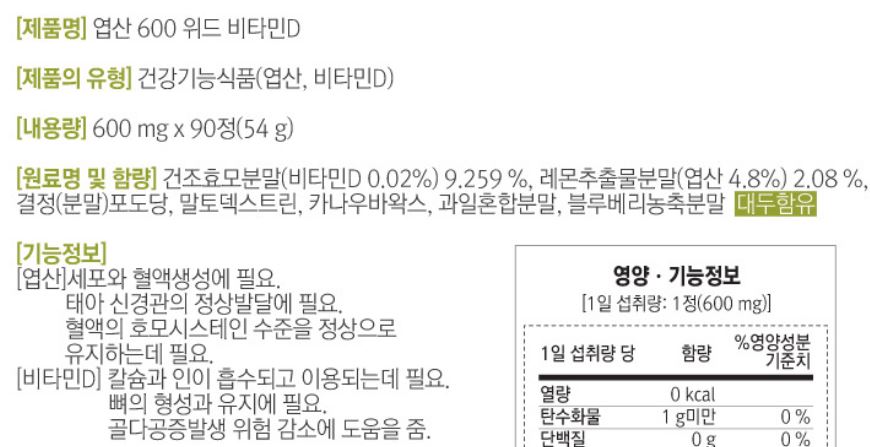 [제품명] 엽산 600 위드 비타민D
[제품의 유형] 건강기능식품(엽산, 비타민D)
[내용량] 600 mg x 90정(54 g)
[원료명 및 함량] 건조효모분말(비타민D 0.02%) 9.259 %, 레몬추출물분말(엽산 4.8%) 2.08 %,
결정(분말)포도당, 말토덱스트린, 카나우바왁스, 과일혼합분말, 블루베리농축분말 대두함유
[기능정보]
[엽산]세포와 혈액생성에 필요.
태아 신경관의 정상발달에 필요.
혈액의 호모시스테인 수준을 정상으로
유지하는데 필요.
[비타민D] 칼슘과 인이 흡수되고 이용되는데 필요.
뼈의 형성과 유지에 필요.
골다공증발생 위험 감소에 도움을 줌.
영양 · 기능정보
[1일 섭취량: 1정(600 mg)]
1일 섭취량 당 함량 %영양성분
기준치
열량 0 kcal
탄수화물 1 g미만 0 %
단백질 0 g 0 %